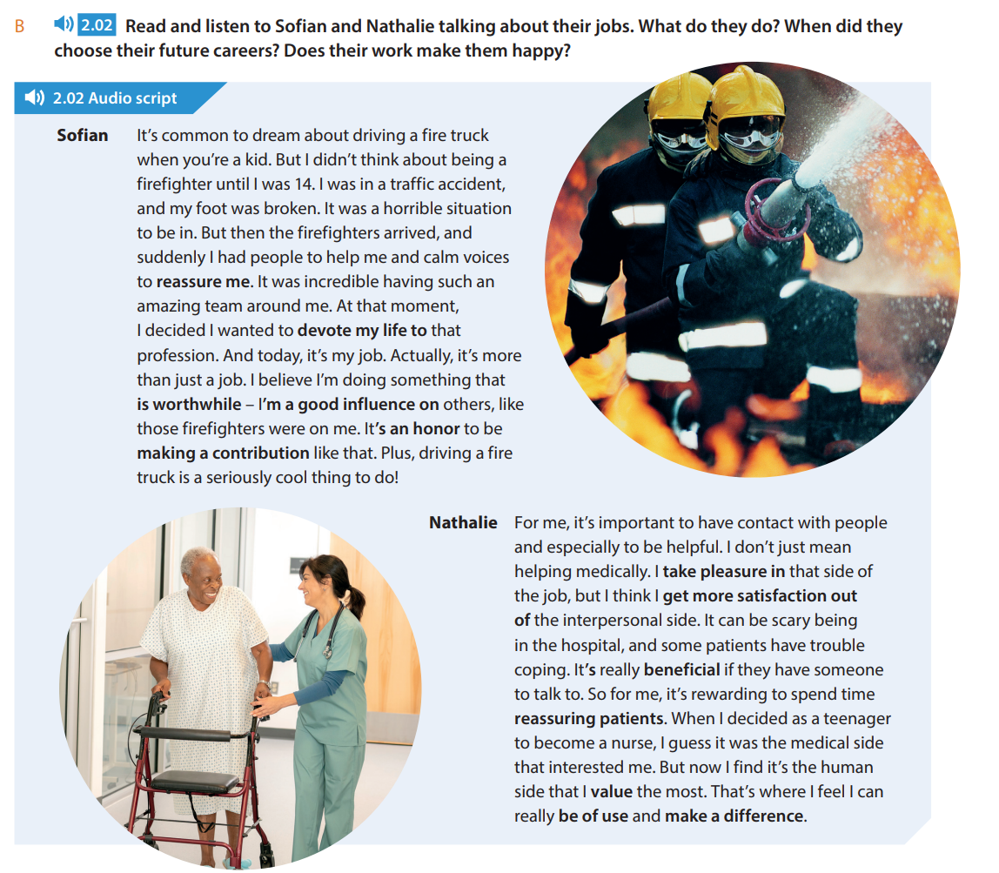 B 2.02 Read and listen to Sofian and Nathalie talking about their jobs. What do they do? When did they
choose their future careers? Does their work make them happy?
2.02 Audio script
Sofian It’s common to dream about driving a fire truck
when you’re a kid. But I didn’t think about being a
firefighter until I was 14. I was in a traffic accident,
and my foot was broken. It was a horrible situation
to be in. But then the firefighters arrived, and
suddenly I had people to help me and calm voices
to reassure me. It was incredible having such an
amazing team around me. At that moment,
I decided I wanted to devote my life to that
profession. And today, it’s my job. Actually, it’s more
than just a job. I believe I’m doing something that
is worthwhile – I’m a good influence on others, like
those firefighters were on me. It’s an honor to be
making a contribution like that. Plus, driving a fire
truck is a seriously cool thing to do!
Nathalie For me, it’s important to have contact with people
and especially to be helpful. I don’t just mean
helping medically. I take pleasure in that side of
the job, but I think I get more satisfaction out
of the interpersonal side. It can be scary being
in the hospital, and some patients have trouble
coping. It’s really beneficial if they have someone
to talk to. So for me, it’s rewarding to spend time
reassuring patients. When I decided as a teenager
to become a nurse, I guess it was the medical side
that interested me. But now I find it’s the human
side that I value the most. That’s where I feel I can
really be of use and make a difference.